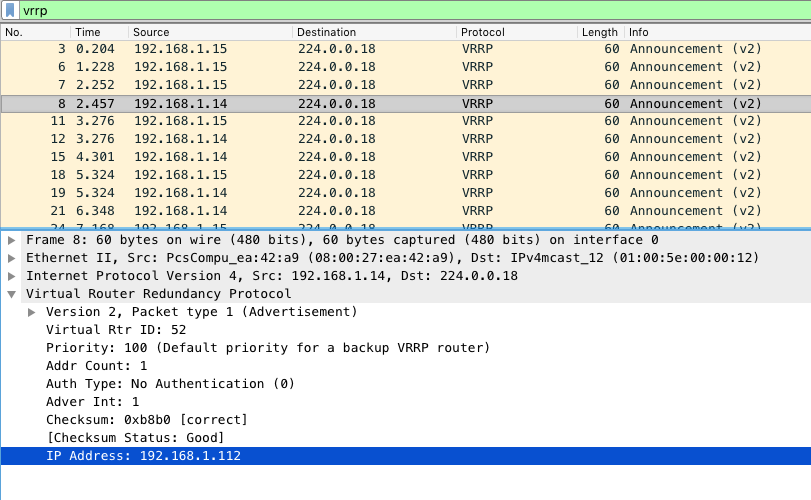 vrrp
No. Time Source Destination Protocol Length Info
3 0.204 192.168.1.15 224.0.0.18 VRRP 60 Announcement (v2)
6 1.228 192.168.1.15 224.0.0.18 VRRP 60 Announcement (v2)
7 2.252 192.168.1.15 224.0.0.18 VRRP 60 Announcement (v2)
8 2.457 192.168.1.14 224.0.0.18 VRRP 60 Announcement (v2)
11 3.276 192.168.1.15 224.0.0.18 VRRP 60 Announcement (v2)
12 3.276 192.168.1.14 224.0.0.18 VRRP 60 Announcement (v2)
15 4.301 192.168.1.14 224.0.0.18 VRRP 60 Announcement (v2)
18 5.324 192.168.1.15 224.0.0.18 VRRP 60 Announcement (v2)
19 5.324 192.168.1.14 224.0.0.18 VRRP 60 Announcement (v2)
21 6.348 192.168.1.14 224.0.0.18 VRRP 60 Announcement (v2)
24 7.168 192.168.1.15 224.0.0.18 VRRP 60 Announcement (v2)
Frame 8: 60 bytes on wire (480 bits), 60 bytes captured (480 bits) on interface 0
Ethernet II, Src: PcsCompu_ea:42:a9 (08:00:27:ea:42:a9), Dst: IPv4mcast_12 (01:00:5e:00:00:12)
Internet Protocol Version 4, Src: 192.168.1.14, Dst: 224.0.0.18
Virtual Router Redundancy Protocol
Version 2, Packet type 1 (Advertisement)
Virtual Rtr ID: 52
Priority: 100 (Default priority for a backup VRRP router)
Addr Count: 1
Auth Type: No Authentication (0)
Adver Int: 1
Checksum: 0xb8b0 [correct]
[Checksum Status: Good]
IP Address: 192.168.1.112